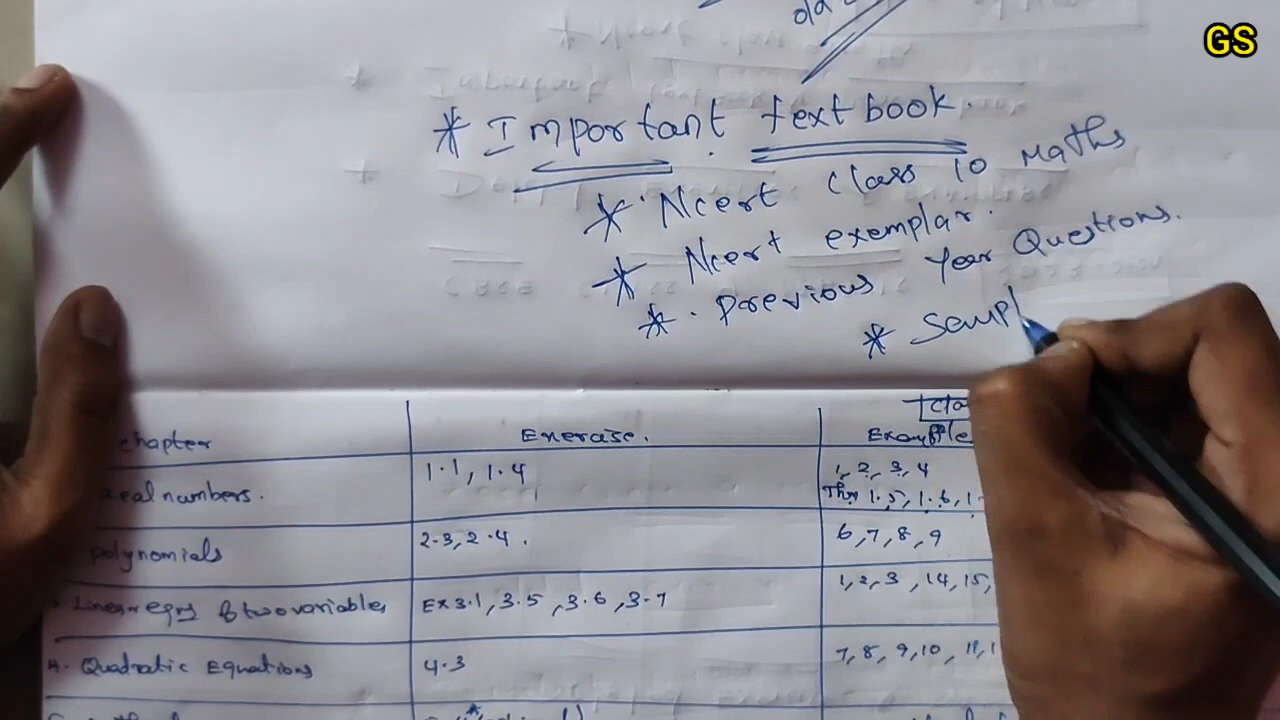 GS
* Important textbook.
* Ncert class 10 Maths
* Ncert exemplar.
* Previous Year Questions.
* Sampl
Chapter Exercise. Example
real numbers. 1.1, 1.4 1, 2, 3, 4
Thm 1.5, 1.6, 1.
polynomials 2.3, 2.4. 6, 7, 8, 9
Linear eqns of two variables Ex 3.1, 3.5, 3.6, 3.7 1, 2, 3, 14, 15,
4. Quadratic Equations 4.3 7, 8, 9, 10, 11, 1